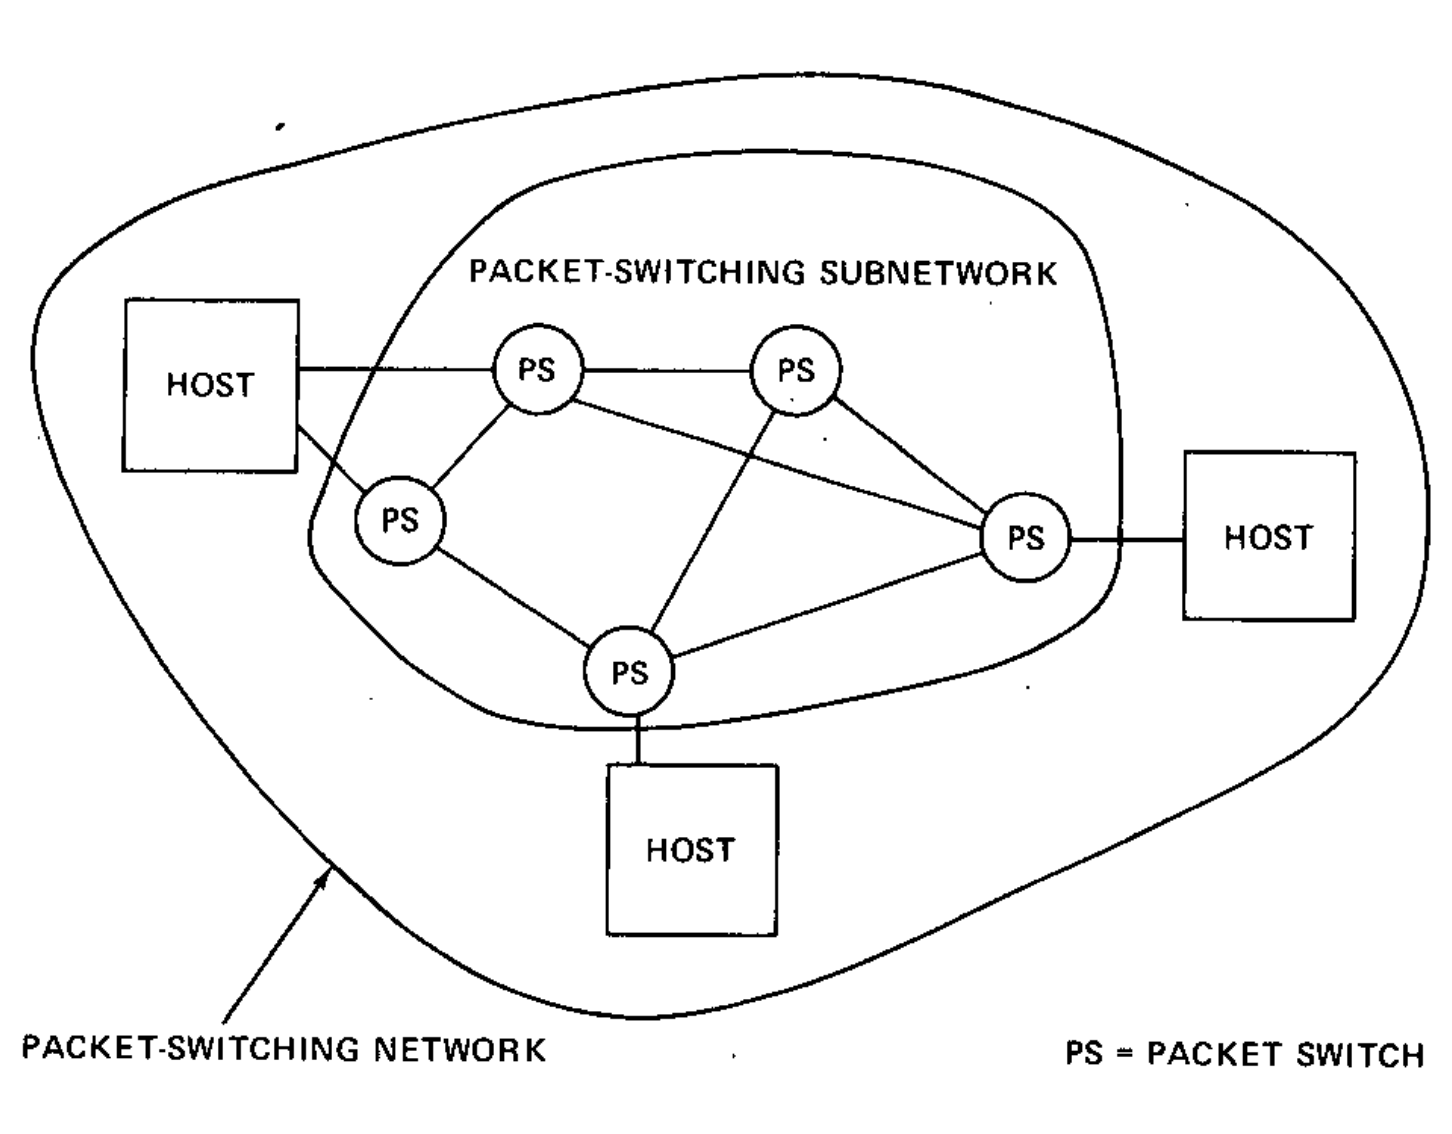 PACKET-SWITCHING SUBNETWORK
HOST
PS
PS
PS
PS
HOST
PS
HOST
PACKET-SWITCHING NETWORK
PS = PACKET SWITCH